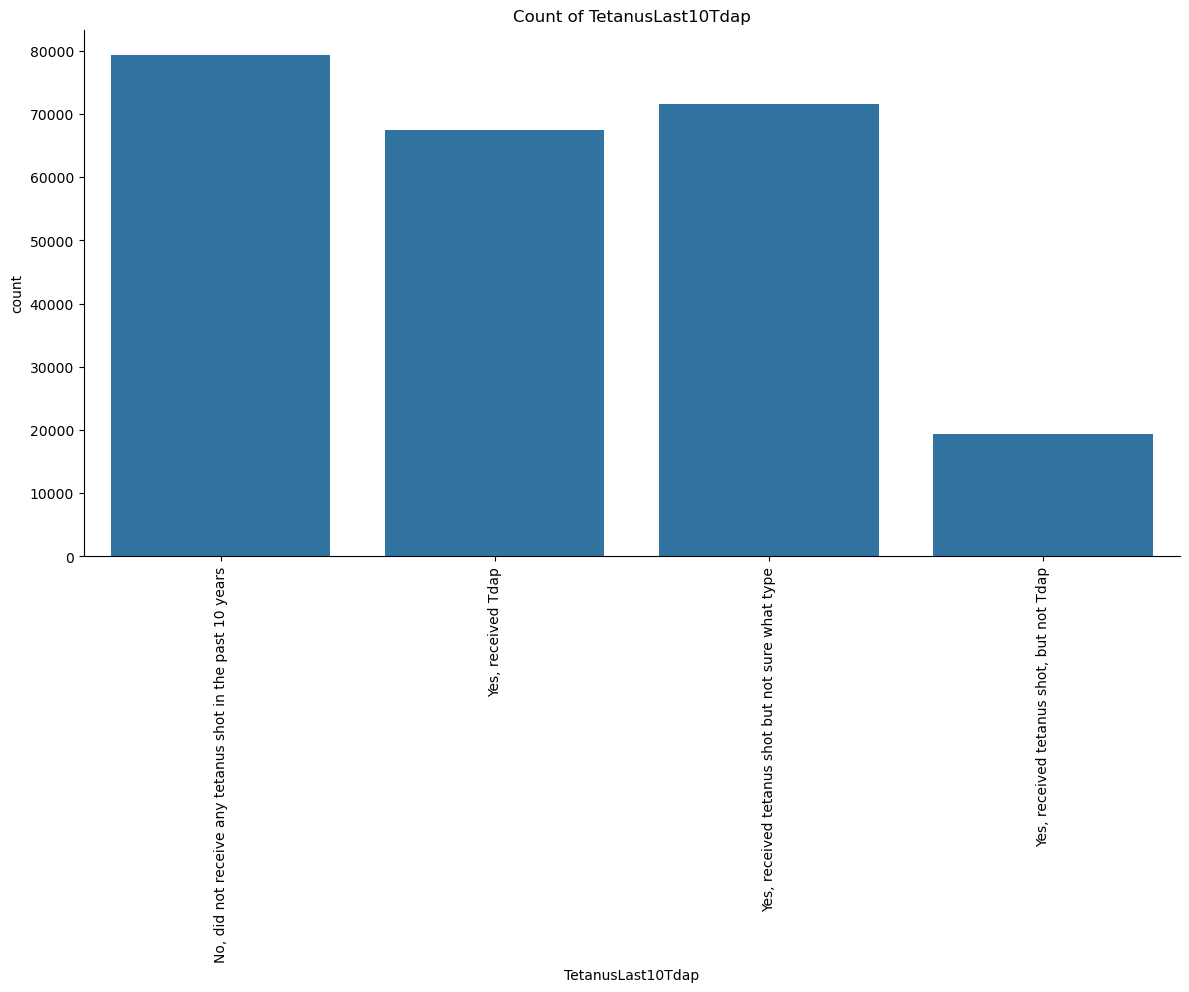 Count of TetanusLast10Tdap
count
80000
70000
60000
50000
40000
30000
20000
10000
0
No, did not receive any tetanus shot in the past 10 years
Yes, received Tdap
Yes, received tetanus shot but not sure what type
Yes, received tetanus shot, but not Tdap
TetanusLast10Tdap